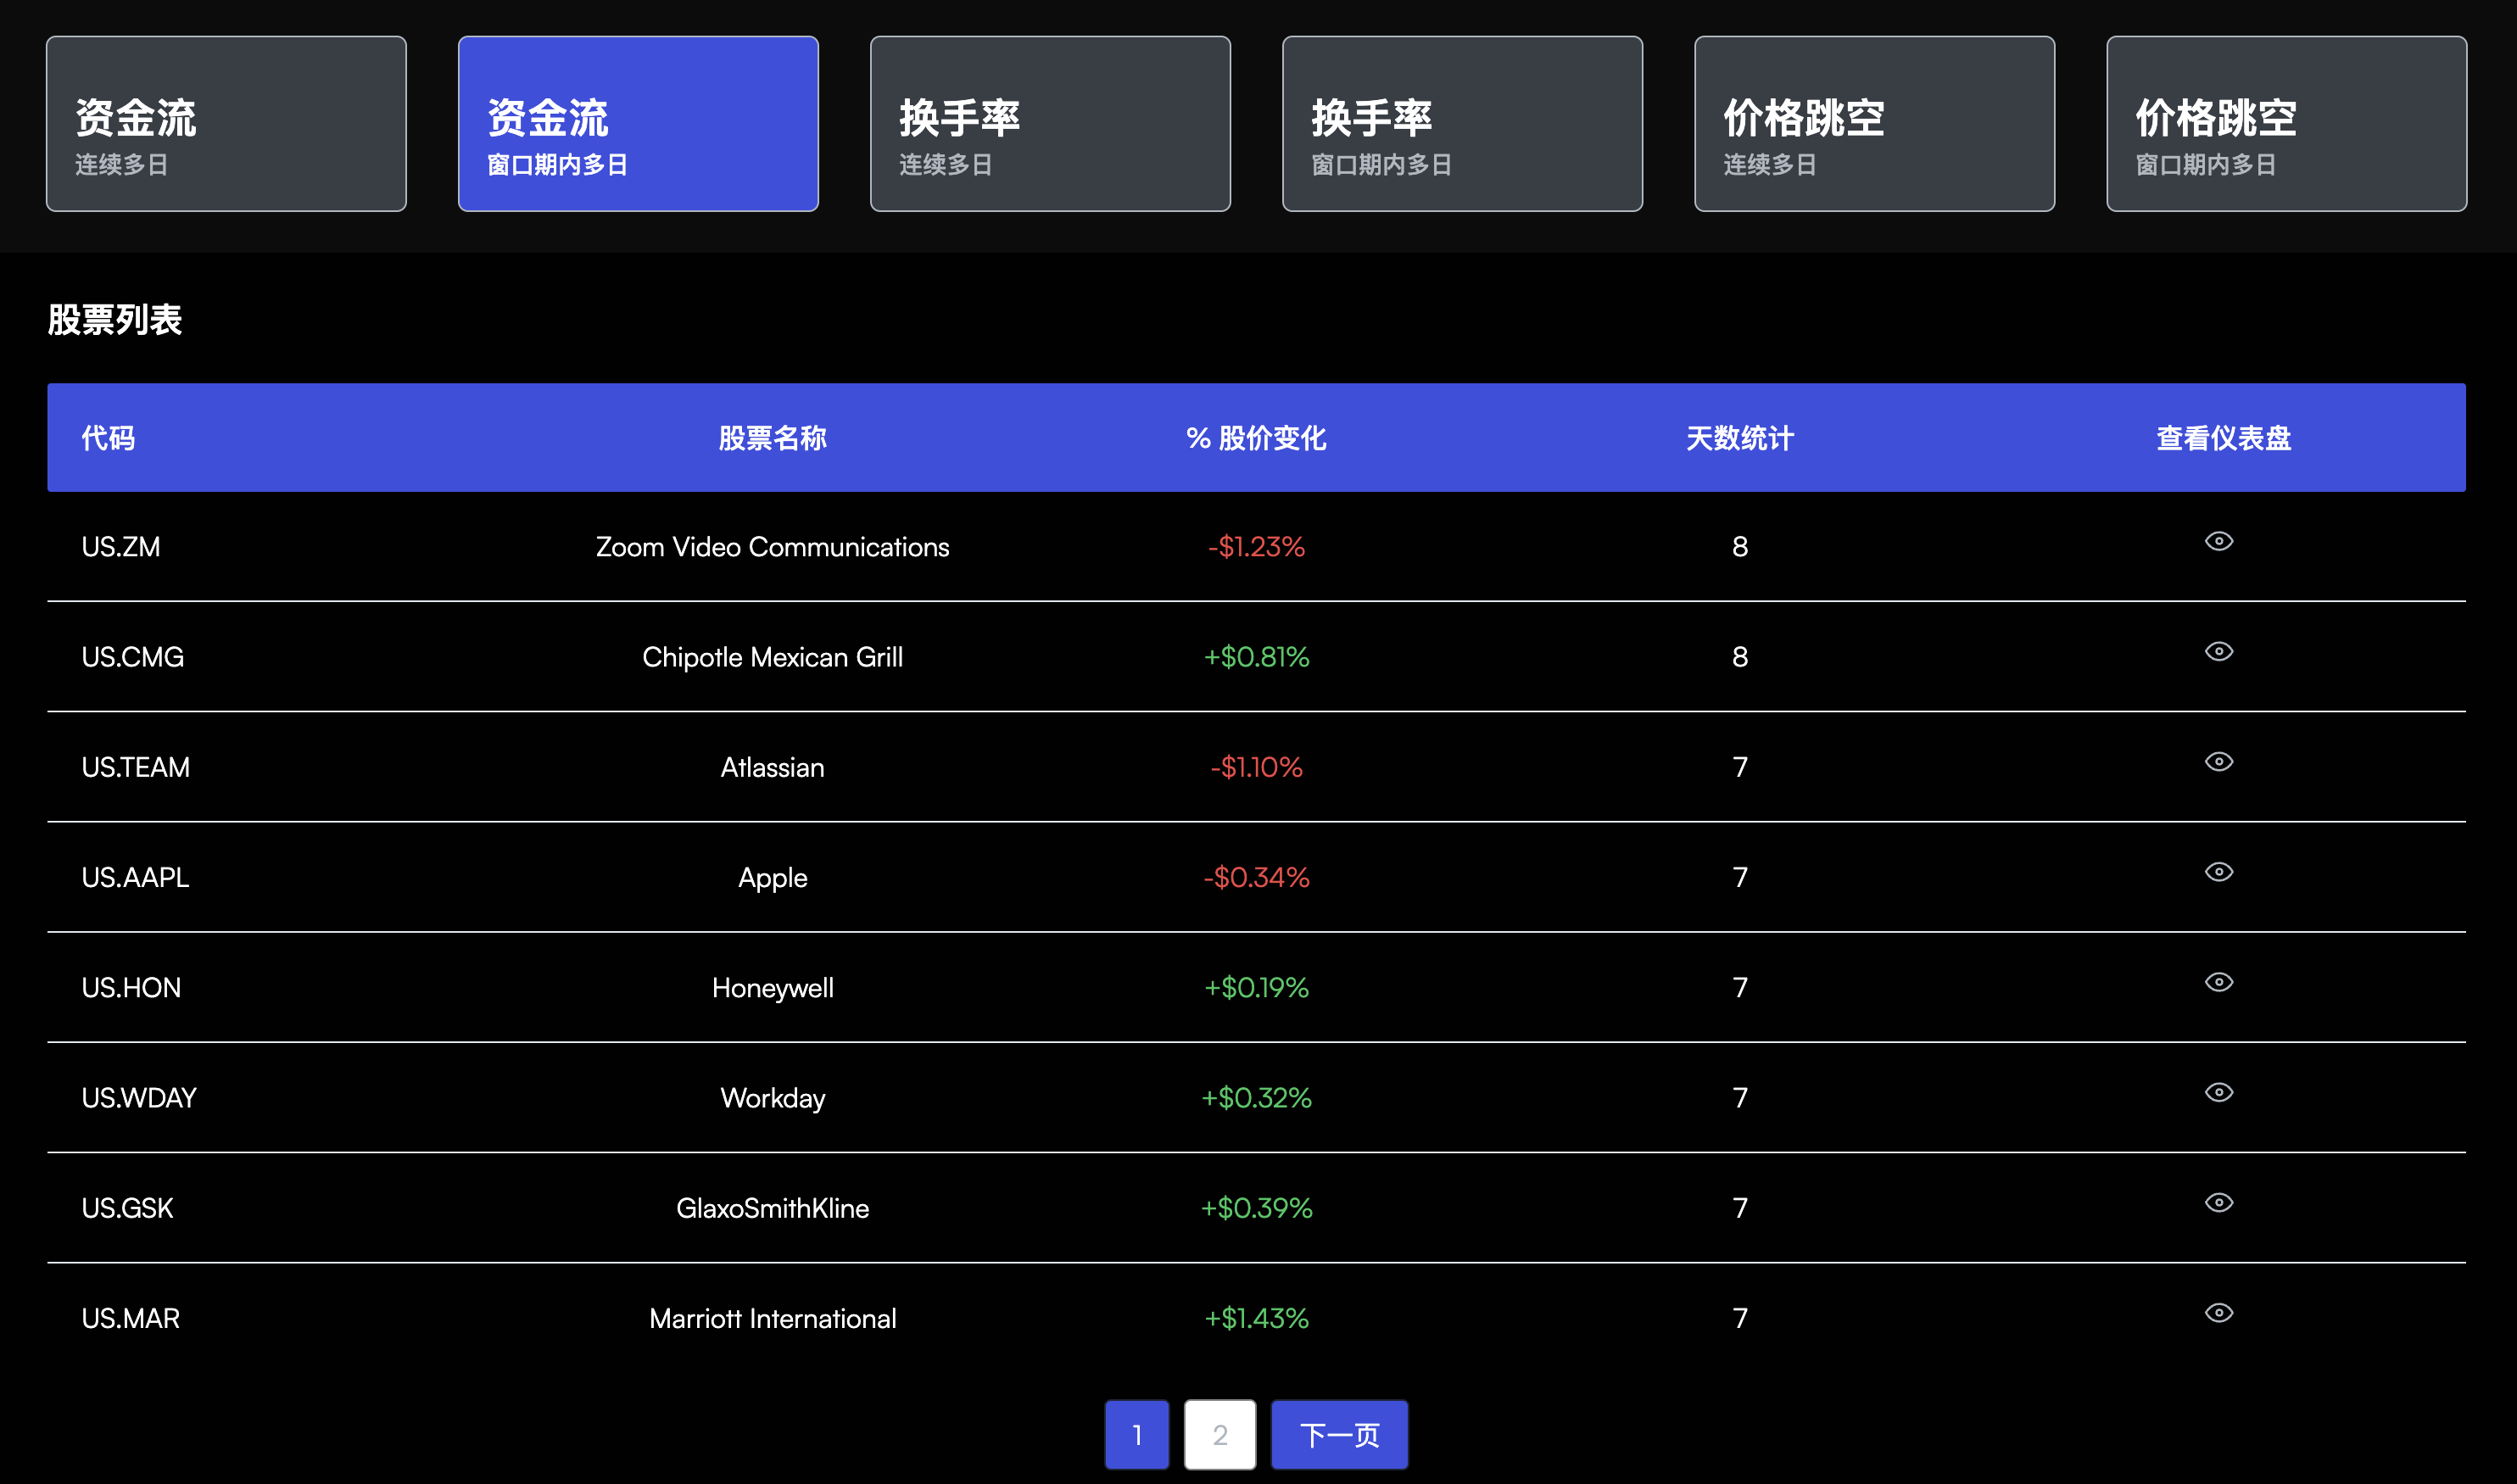 资金流
连续多日
资金流
窗口期内多日
换手率
连续多日
换手率
窗口期内多日
价格跳空
连续多日
价格跳空
窗口期内多日
股票列表
代码 股票名称 % 股价变化 天数统计 查看仪表盘
US.ZM Zoom Video Communications -$1.23% 8
US.CMG Chipotle Mexican Grill +$0.81% 8
US.TEAM Atlassian -$1.10% 7
US.AAPL Apple -$0.34% 7
US.HON Honeywell +$0.19% 7
US.WDAY Workday +$0.32% 7
US.GSK GlaxoSmithKline +$0.39% 7
US.MAR Marriott International +$1.43% 7
1 2 下一页